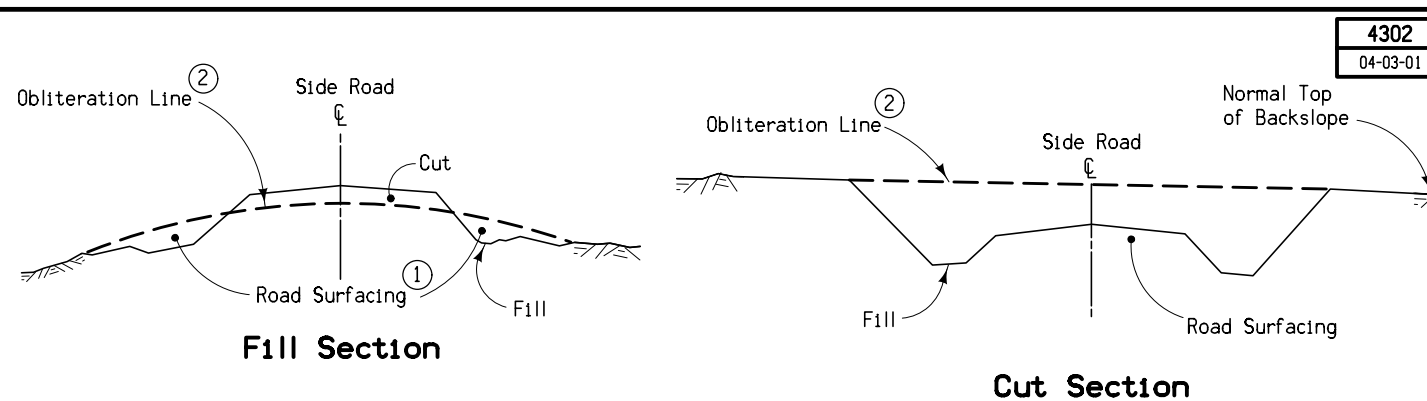 4302
04-03-01
Obliteration Line ②
Side Road
℄
Cut
Road Surfacing ①
Fill
Fill Section
Obliteration Line ②
Side Road
℄
Normal Top
of Backslope
Fill
Road Surfacing
Cut Section